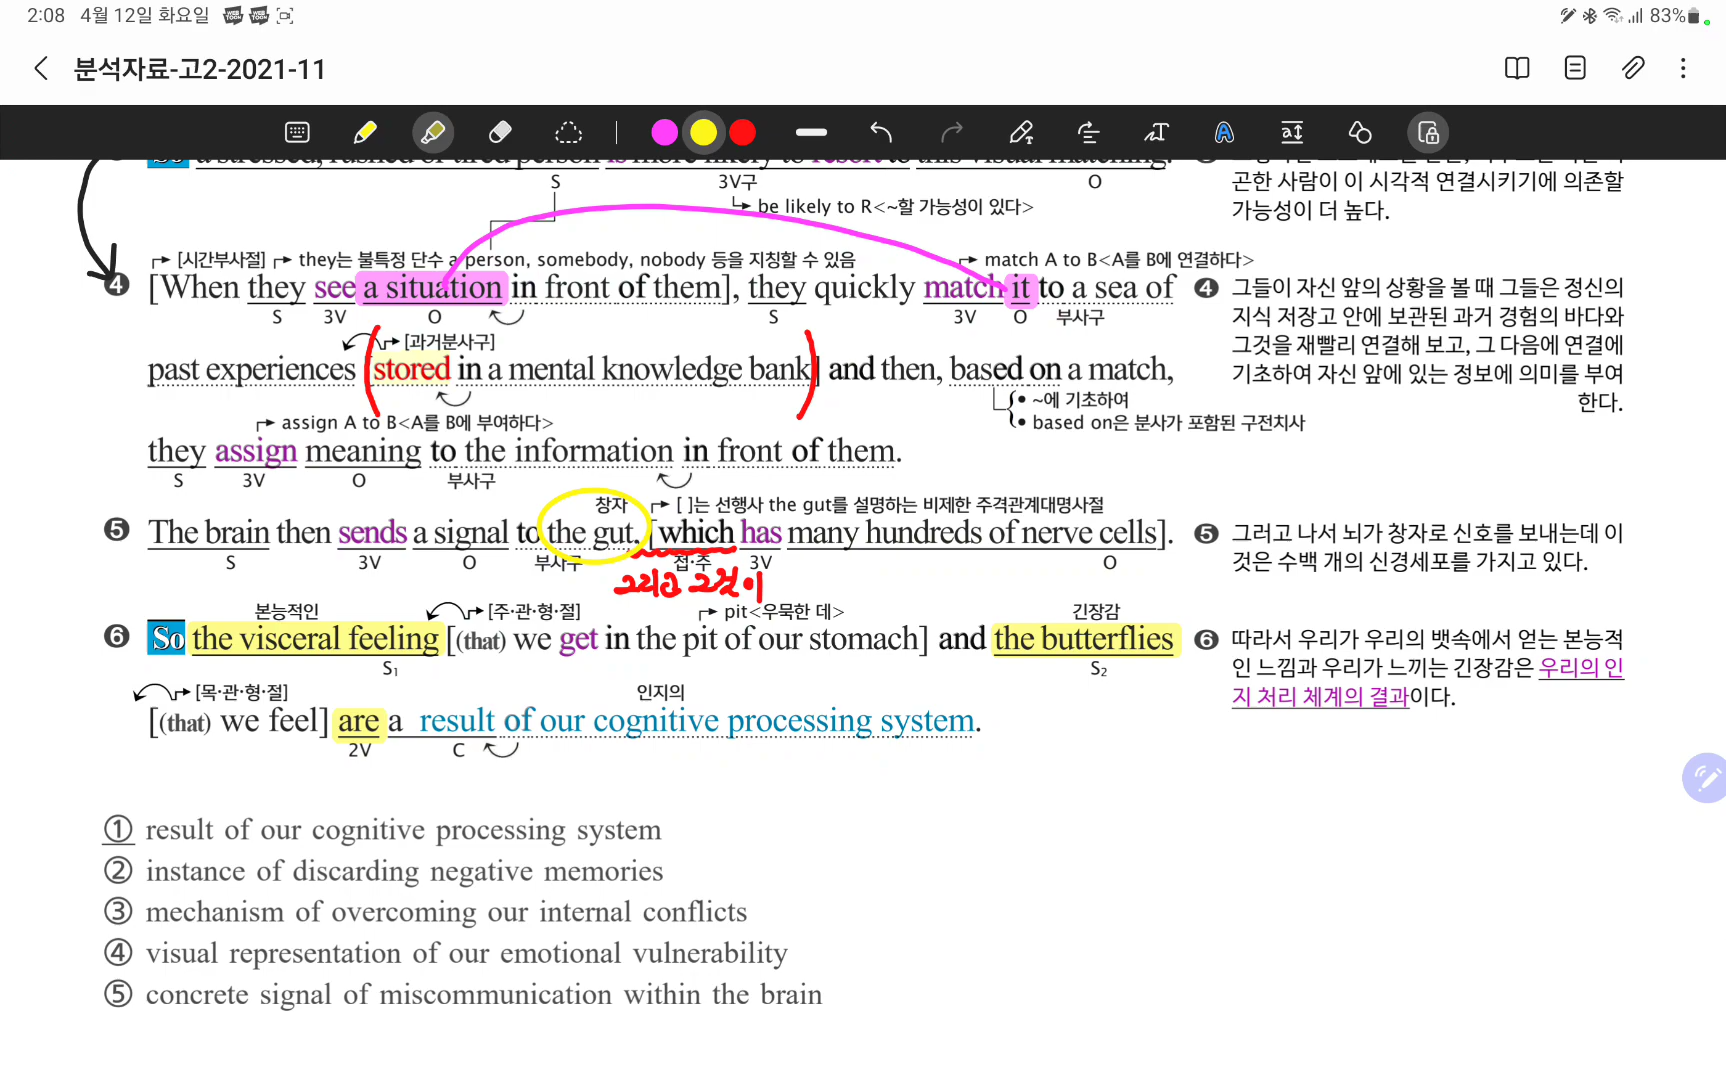 2:08 4월 12일 화요일 83%
분석자료-고2-2021-11
So a stressed, rushed or tired person is more likely to resort to this visual matching.
곤한 사람이 이 시각적 연결시키기에 의존할
S 3V구 O
be likely to R<~할 가능성이 있다>
가능성이 더 높다.
[시간부사절] they는 불특정 단수 a person, somebody, nobody 등을 지칭할 수 있음 match A to B<A를 B에 연결하다>
❹ [When they see a situation in front of them], they quickly match it to a sea of
S 3V O S 3V O 부사구
[과거분사구]
past experiences [stored in a mental knowledge bank] and then, based on a match,
• ~에 기초하여
assign A to B<A를 B에 부여하다> • based on은 분사가 포함된 구전치사
they assign meaning to the information in front of them.
S 3V O 부사구
❹ 그들이 자신 앞의 상황을 볼 때 그들은 정신의
지식 저장고 안에 보관된 과거 경험의 바다와
그것을 재빨리 연결해 보고, 그 다음에 연결에
기초하여 자신 앞에 있는 정보에 의미를 부여
한다.
창자 [ ]는 선행사 the gut를 설명하는 비제한 주격관계대명사절
❺ The brain then sends a signal to the gut, [which has many hundreds of nerve cells].
S 3V O 부사구 접·주 3V O
그리고 그것이
❺ 그러고 나서 뇌가 창자로 신호를 보내는데 이
것은 수백 개의 신경세포를 가지고 있다.
본능적인 [주·관·형·절] pit<우묵한 데> 긴장감
❻ So the visceral feeling [(that) we get in the pit of our stomach] and the butterflies
S₁ S₂
[목·관·형·절] 인지의
[(that) we feel] are a result of our cognitive processing system.
2V C
❻ 따라서 우리가 우리의 뱃속에서 얻는 본능적
인 느낌과 우리가 느끼는 긴장감은 우리의 인
지 처리 체계의 결과이다.
① result of our cognitive processing system
② instance of discarding negative memories
③ mechanism of overcoming our internal conflicts
④ visual representation of our emotional vulnerability
⑤ concrete signal of miscommunication within the brain